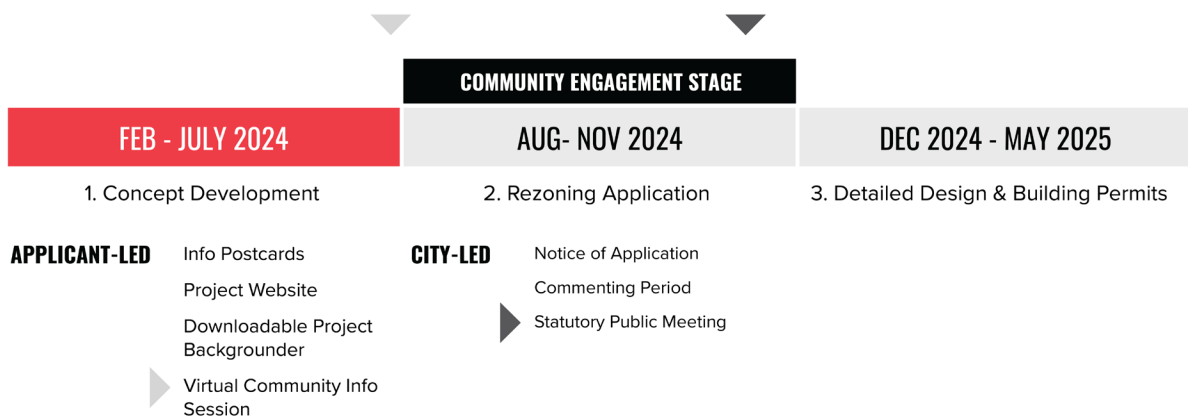 COMMUNITY ENGAGEMENT STAGE
FEB - JULY 2024
AUG- NOV 2024
DEC 2024 - MAY 2025
1. Concept Development
2. Rezoning Application
3. Detailed Design & Building Permits
APPLICANT-LED
Info Postcards
Project Website
Downloadable Project
Backgrounder
Virtual Community Info
Session
CITY-LED
Notice of Application
Commenting Period
Statutory Public Meeting